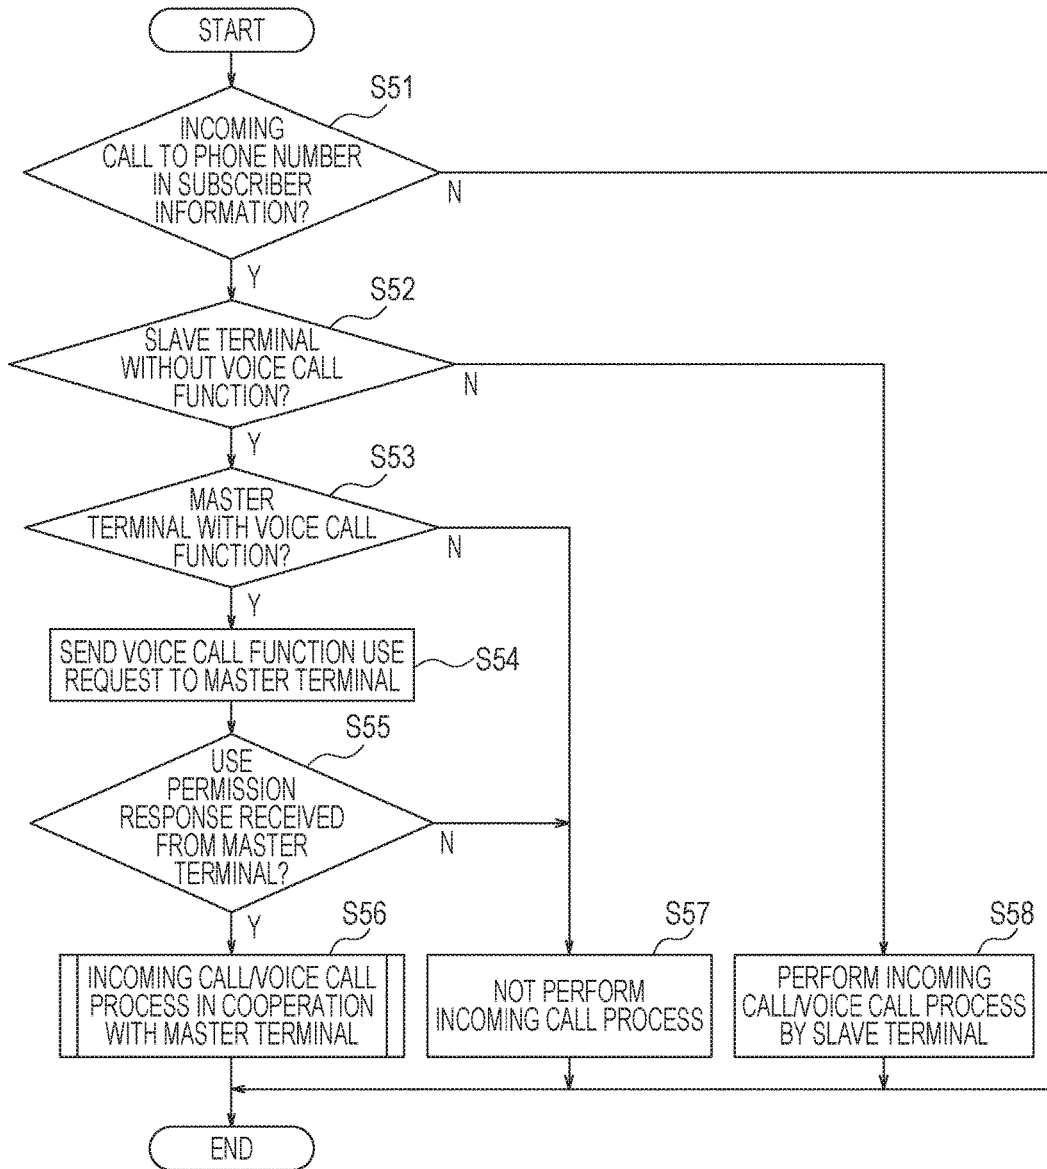 START
S51
INCOMING
CALL TO PHONE NUMBER
IN SUBSCRIBER
INFORMATION?
N
Y
S52
SLAVE TERMINAL
WITHOUT VOICE CALL
FUNCTION?
N
Y
S53
MASTER
TERMINAL WITH VOICE CALL
FUNCTION?
N
Y
SEND VOICE CALL FUNCTION USE
REQUEST TO MASTER TERMINAL
S54
S55
USE
PERMISSION
RESPONSE RECEIVED
FROM MASTER
TERMINAL?
N
Y
S56
INCOMING CALL/VOICE CALL
PROCESS IN COOPERATION
WITH MASTER TERMINAL
S57
NOT PERFORM
INCOMING CALL PROCESS
S58
PERFORM INCOMING
CALL/VOICE CALL PROCESS
BY SLAVE TERMINAL
END